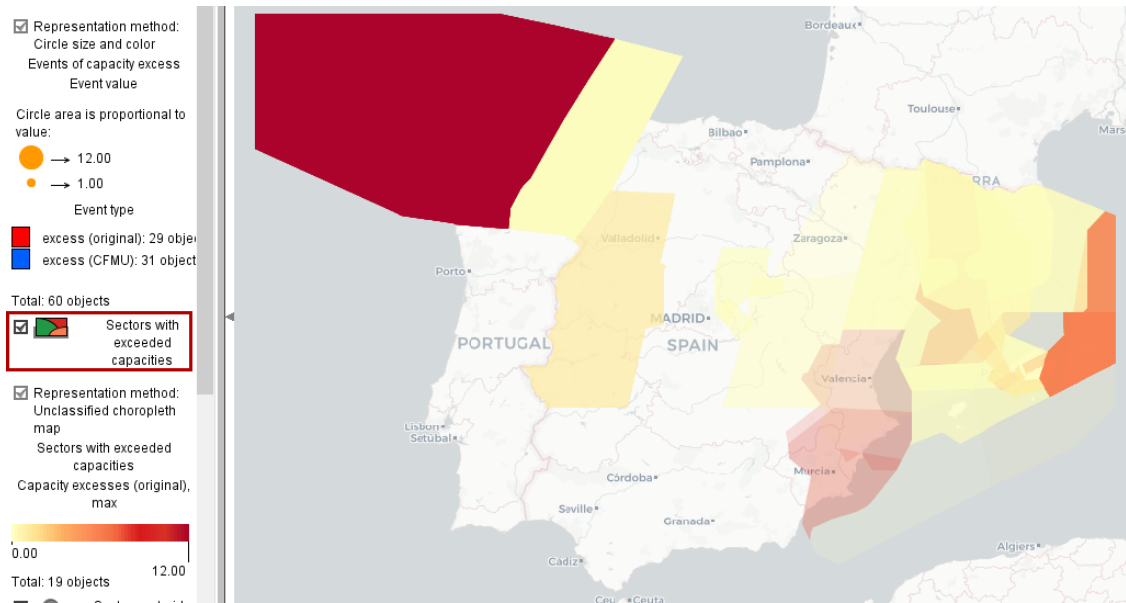 Representation method:
Circle size and color
Events of capacity excess
Event value
Circle area is proportional to
value:
→ 12.00
→ 1.00
Event type
excess (original): 29 obje
excess (CFMU): 31 object
Total: 60 objects
Sectors with
exceeded
capacities
Representation method:
Unclassified choropleth
map
Sectors with exceeded
capacities
Capacity excesses (original),
max
0.00
12.00
Total: 19 objects
Bordeaux
Toulouse
Mars
Bilbao
Pamplona
RRA
Valladolid
Zaragoza
Porto
MADRID
PORTUGAL
SPAIN
Valencia
Lisbon
Setúbal
Murcia
Córdoba
Seville
Granada
Cádiz
Algiers
Ceu
Ceuta